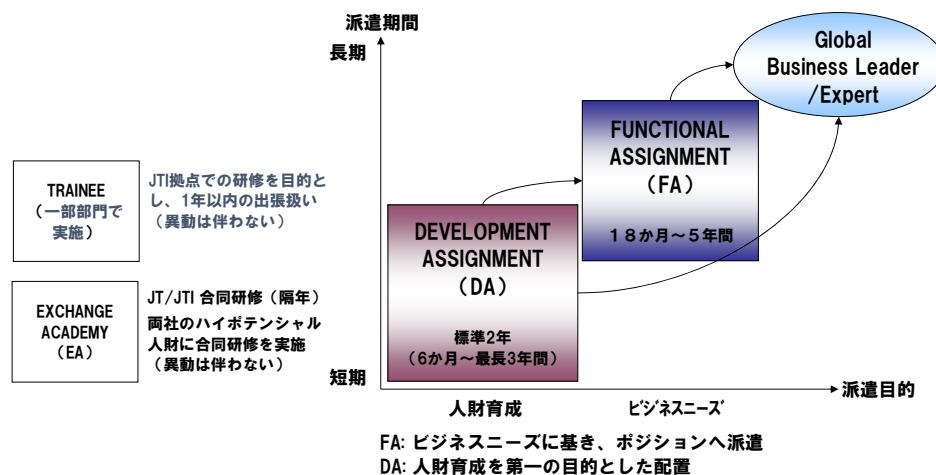 派遣期間
長期
Global
Business Leader
/Expert
FUNCTIONAL
ASSIGNMENT
(FA)
18か月～5年間
TRAINEE
(一部部門で
実施)
JTI拠点での研修を目的と
し、1年以内の出張扱い
(異動は伴わない)
DEVELOPMENT
ASSIGNMENT
(DA)
標準2年
(6か月～最長3年間)
EXCHANGE
ACADEMY
(EA)
JT/JTI 合同研修（隔年）
両社のハイポテンシャル
人財に合同研修を実施
(異動は伴わない)
短期
派遣目的
人財育成
ﾋﾞｼﾞﾈｽﾆｰｽﾞ
FA: ビジネスニーズに基き、ポジションへ派遣
DA: 人財育成を第一の目的とした配置